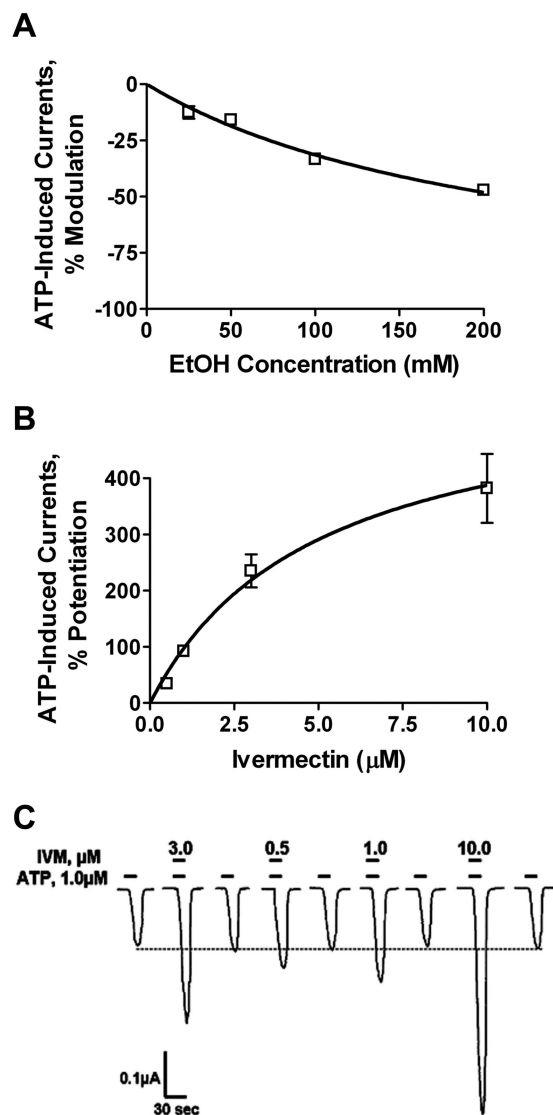 A
ATP-Induced Currents,
% Modulation
0
-25
-50
-75
-100
0 50 100 150 200
EtOH Concentration (mM)
B
ATP-Induced Currents,
% Potentiation
400
300
200
100
0
0.0 2.5 5.0 7.5 10.0
Ivermectin (μM)
C
IVM, μM 3.0 0.5 1.0 10.0
ATP, 1.0μM
0.1μA
30 sec